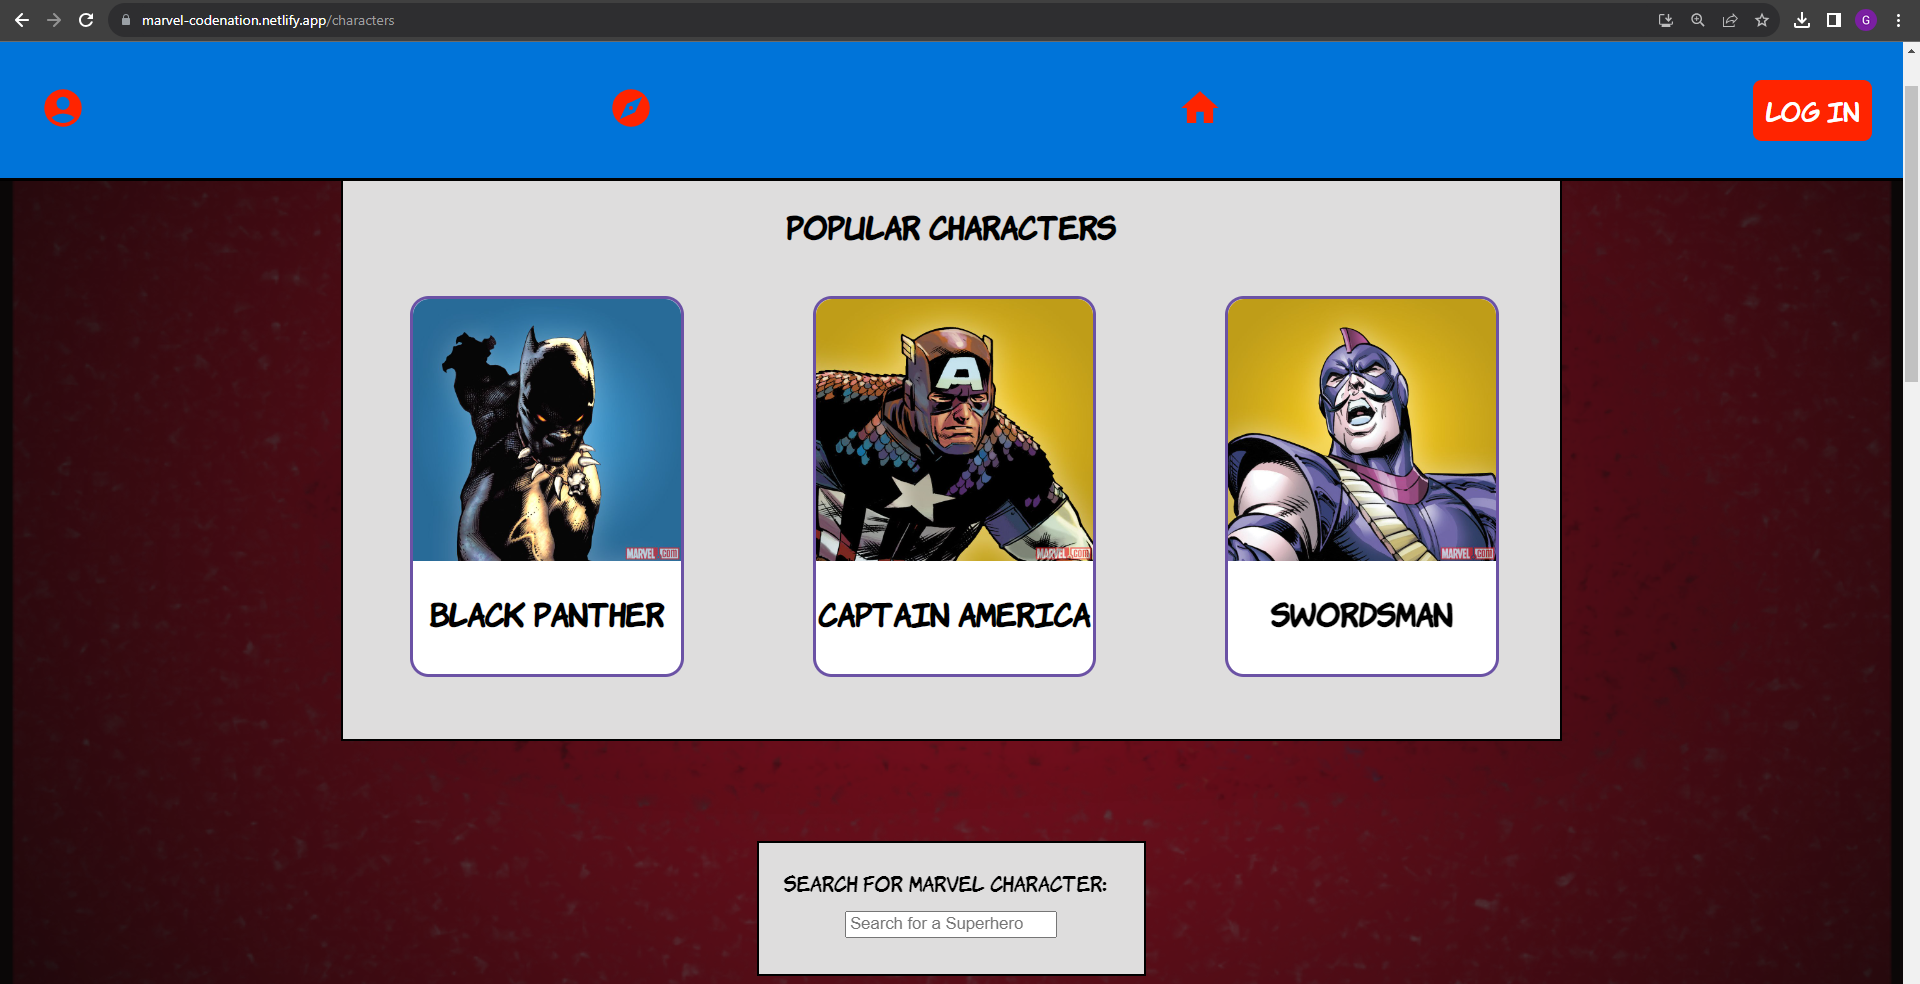 marvel-codenation.netlify.app/characters
G
LOG IN
POPULAR CHARACTERS
A
MARVEL.COM
MARVEL.COM
MARVEL.COM
BLACK PANTHER
CAPTAIN AMERICA
SWORDSMAN
SEARCH FOR MARVEL CHARACTER:
Search for a Superhero